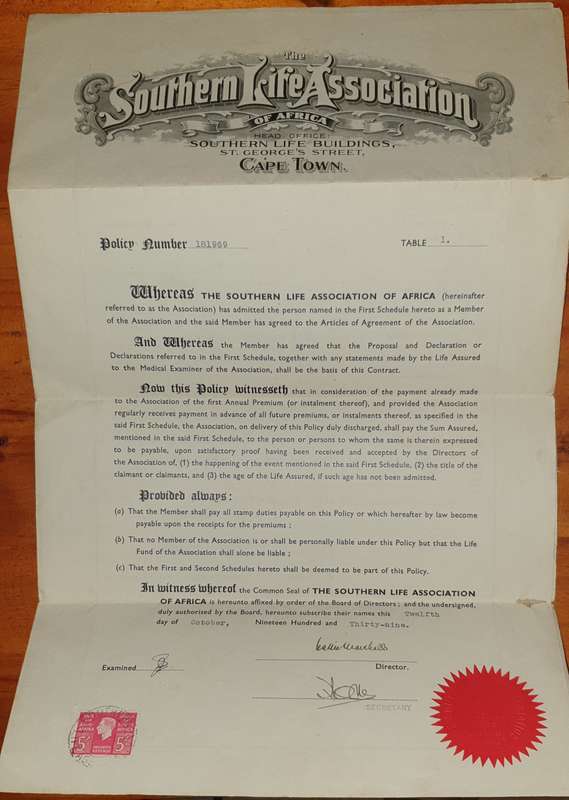 The
Southern Life Association
OF AFRICA
HEAD OFFICE:
SOUTHERN LIFE BUILDINGS,
ST. GEORGE'S STREET,
CAPE TOWN.
Policy Number 181969
TABLE 1.
Whereas THE SOUTHERN LIFE ASSOCIATION OF AFRICA (hereinafter
referred to as the Association) has admitted the person named in the First Schedule hereto as a Member
of the Association and the said Member has agreed to the Articles of Agreement of the Association.
And Whereas the Member has agreed that the Proposal and Declaration or
Declarations referred to in the First Schedule, together with any statements made by the Life Assured
to the Medical Examiner of the Association, shall be the basis of this Contract.
Now this Policy witnesseth that in consideration of the payment already made
to the Association of the first Annual Premium (or instalment thereof), and provided the Association
regularly receives payment in advance of all future premiums, or instalments thereof, as specified in the
said First Schedule, the Association, on delivery of this Policy duly discharged, shall pay the Sum Assured,
mentioned in the said First Schedule, to the person or persons to whom the same is therein expressed
to be payable, upon satisfactory proof having been received and accepted by the Directors of
the Association of, (1) the happening of the event mentioned in the said First Schedule, (2) the title of the
claimant or claimants, and (3) the age of the Life Assured, if such age has not been admitted.
Provided always:
(a) That the Member shall pay all stamp duties payable on this Policy or which hereafter by law become
payable upon the receipts for the premiums ;
(b) That no Member of the Association is or shall be personally liable under this Policy but that the Life
Fund of the Association shall alone be liable ;
(c) That the First and Second Schedules hereto shall be deemed to be part of this Policy.
In witness whereof the Common Seal of THE SOUTHERN LIFE ASSOCIATION
OF AFRICA is hereunto affixed by order of the Board of Directors ; and the undersigned,
duly authorised by the Board, hereunto subscribe their names this Twelfth
day of October, Nineteen Hundred and Thirty-nine.
Examined
Director.
SECRETARY
5/- 5/-